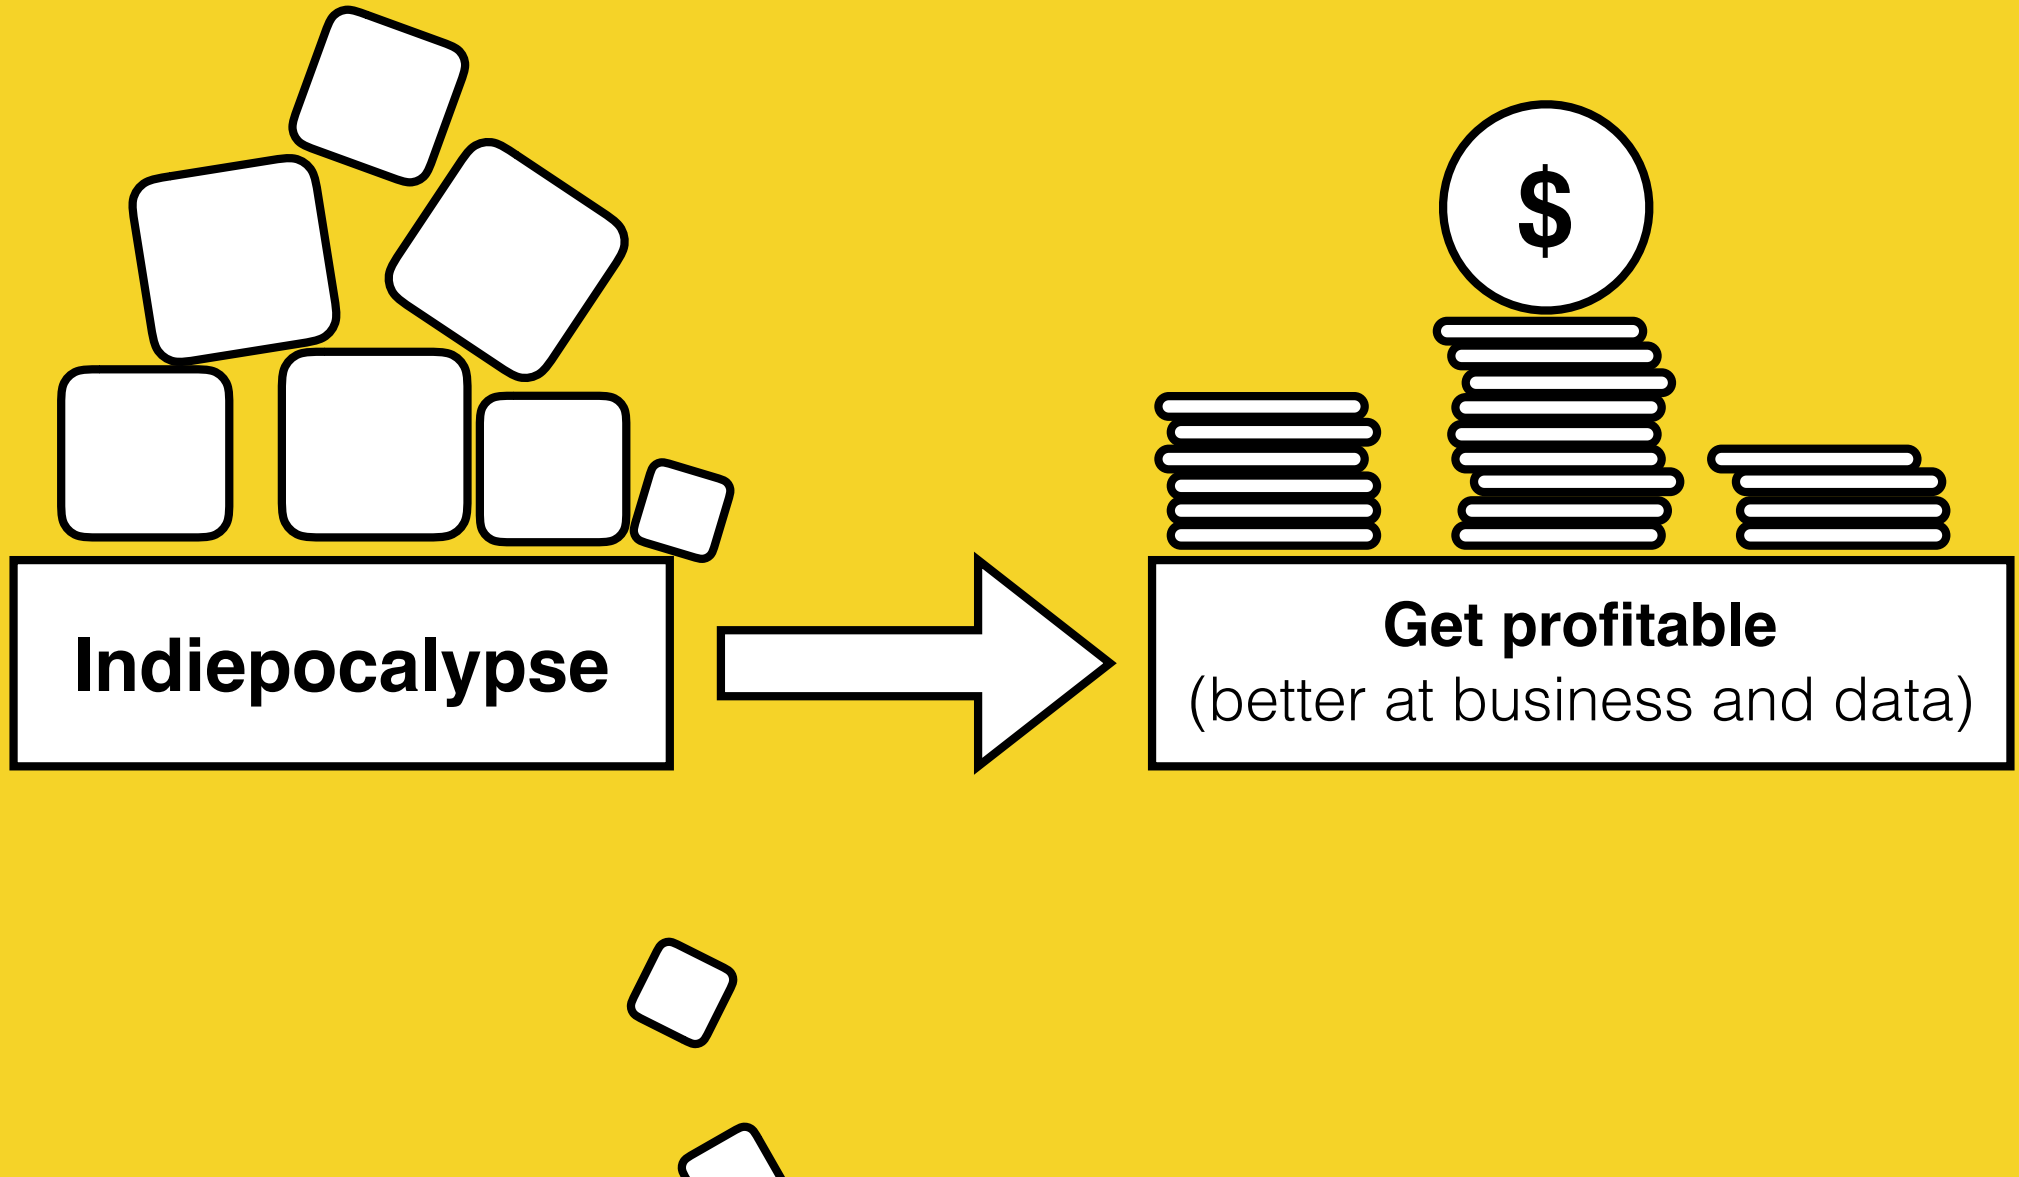 $
Indiepocalypse
Get profitable
(better at business and data)